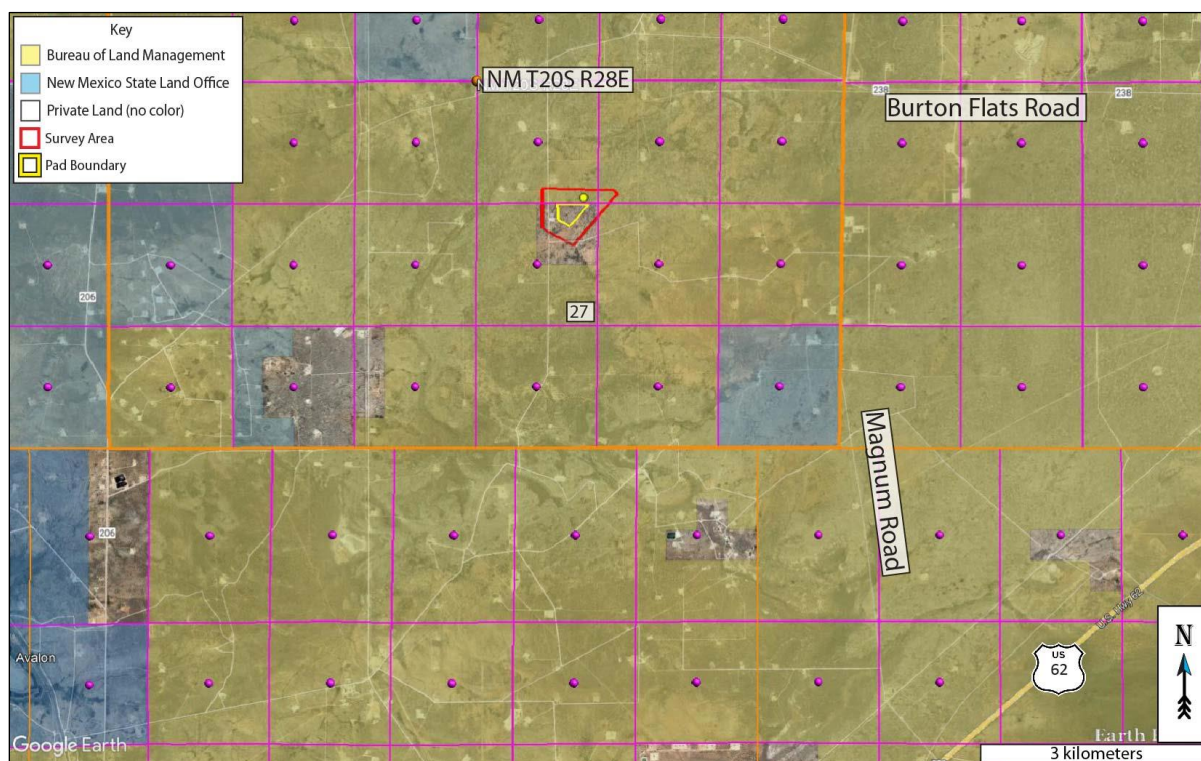 Key
Bureau of Land Management
New Mexico State Land Office
Private Land (no color)
Survey Area
Pad Boundary
NM T20S R28E
238
238
Burton Flats Road
206
27
Magnum Road
206
U.S. Hwy 62
US
62
Avalon
N
Google Earth
Earth
3 kilometers